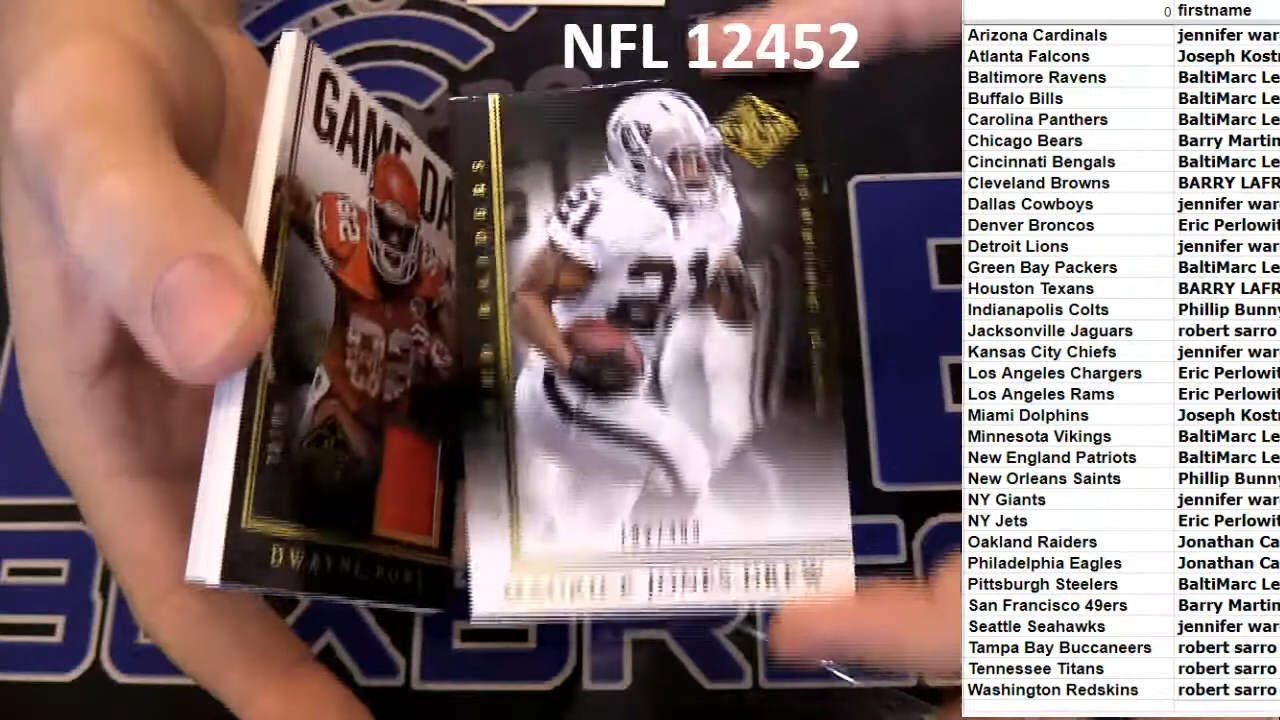 NFL 12452
GAME DA
DWAYNE BOW
21
0 firstname
Arizona Cardinals jennifer war
Atlanta Falcons Joseph Kost
Baltimore Ravens BaltiMarc Le
Buffalo Bills BaltiMarc Le
Carolina Panthers BaltiMarc Le
Chicago Bears Barry Martin
Cincinnati Bengals BaltiMarc Le
Cleveland Browns BARRY LAFR
Dallas Cowboys jennifer war
Denver Broncos Eric Perlowit
Detroit Lions jennifer war
Green Bay Packers BaltiMarc Le
Houston Texans BARRY LAFR
Indianapolis Colts Phillip Bunny
Jacksonville Jaguars robert sarro
Kansas City Chiefs jennifer war
Los Angeles Chargers Eric Perlowit
Los Angeles Rams Eric Perlowit
Miami Dolphins Joseph Kost
Minnesota Vikings BaltiMarc Le
New England Patriots BaltiMarc Le
New Orleans Saints Phillip Bunny
NY Giants jennifer war
NY Jets Eric Perlowit
Oakland Raiders Jonathan Ca
Philadelphia Eagles Jonathan Ca
Pittsburgh Steelers BaltiMarc Le
San Francisco 49ers Barry Martin
Seattle Seahawks jennifer war
Tampa Bay Buccaneers robert sarro
Tennessee Titans robert sarro
Washington Redskins robert sarro